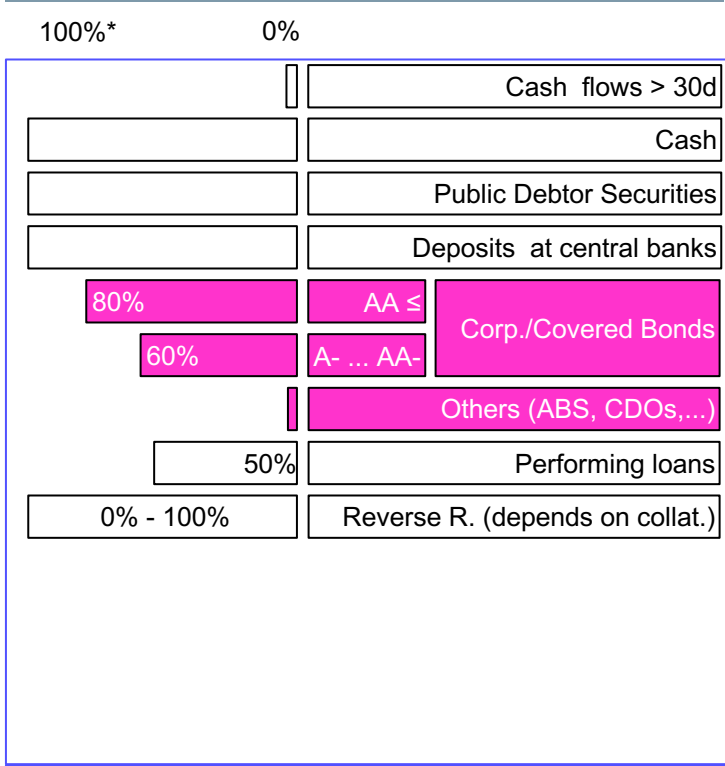 100%* 0%
Cash flows > 30d
Cash
Public Debtor Securities
Deposits at central banks
80% AA ≤
Corp./Covered Bonds
60% A- ... AA-
Others (ABS, CDOs,...)
50% Performing loans
0% - 100% Reverse R. (depends on collat.)